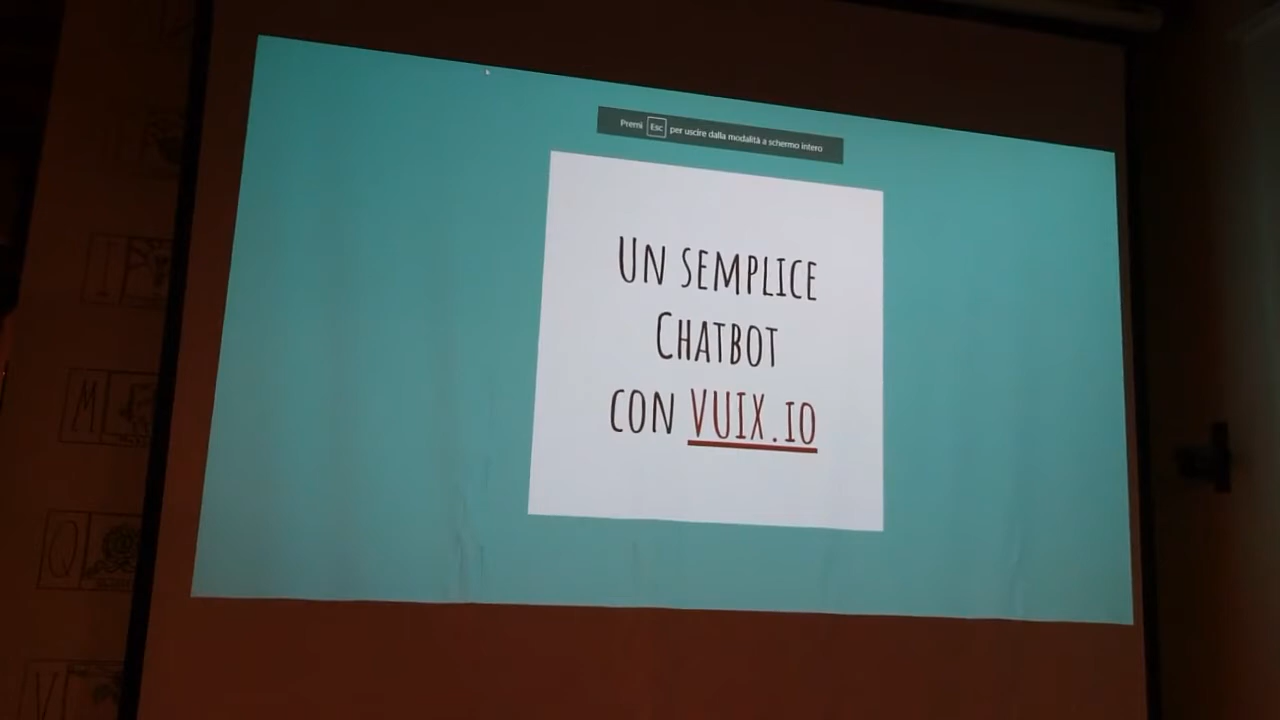 Premi Esc per uscire dalla modalità a schermo intero
UN SEMPLICE
CHATBOT
CON VUIX.IO
I
M
Q
V